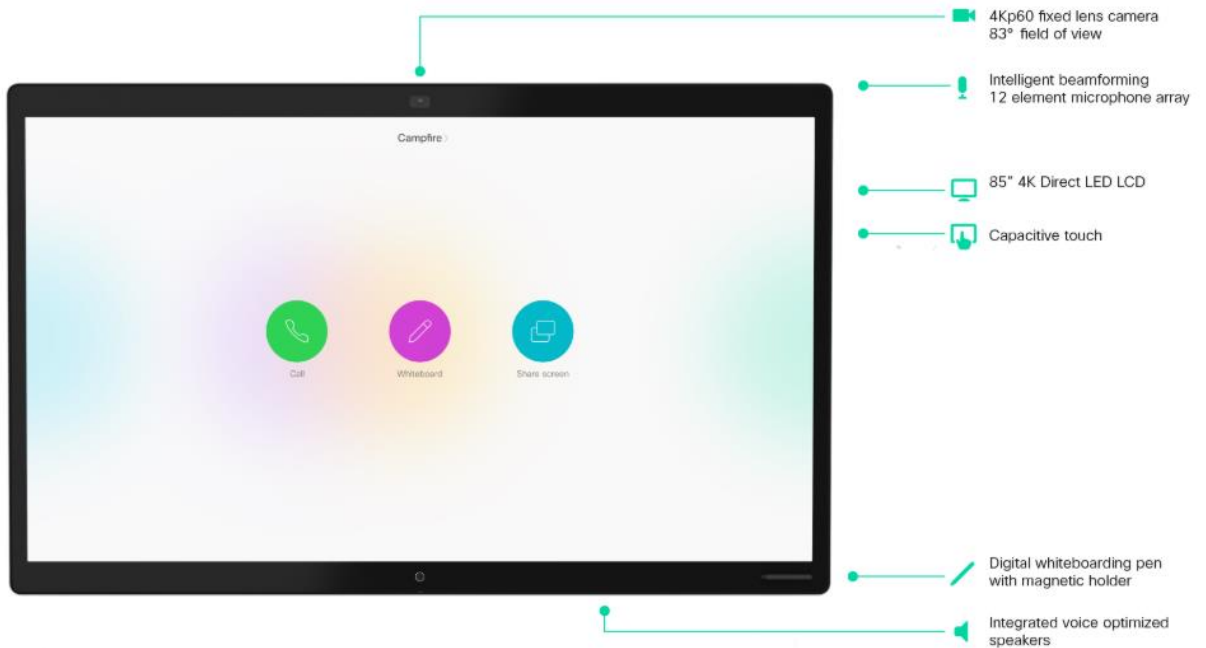 4Kp60 fixed lens camera
83° field of view
Intelligent beamforming
12 element microphone array
Campfire
85" 4K Direct LED LCD
Capacitive touch
Call
Whiteboard
Share screen
Digital whiteboarding pen
with magnetic holder
Integrated voice optimized
speakers